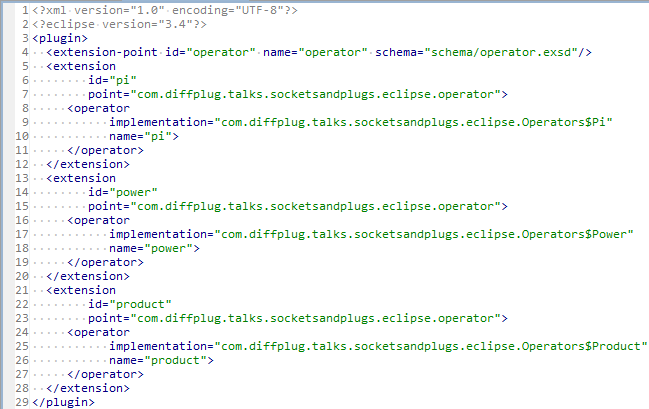 1 <?xml version="1.0" encoding="UTF-8"?>
2 <?eclipse version="3.4"?>
3 <plugin>
4   <extension-point id="operator" name="operator" schema="schema/operator.exsd"/>
5   <extension
6         id="pi"
7         point="com.diffplug.talks.socketsandplugs.eclipse.operator">
8      <operator
9            implementation="com.diffplug.talks.socketsandplugs.eclipse.Operators$Pi"
10            name="pi">
11      </operator>
12   </extension>
13   <extension
14         id="power"
15         point="com.diffplug.talks.socketsandplugs.eclipse.operator">
16      <operator
17            implementation="com.diffplug.talks.socketsandplugs.eclipse.Operators$Power"
18            name="power">
19      </operator>
20   </extension>
21   <extension
22         id="product"
23         point="com.diffplug.talks.socketsandplugs.eclipse.operator">
24      <operator
25            implementation="com.diffplug.talks.socketsandplugs.eclipse.Operators$Product"
26            name="product">
27      </operator>
28   </extension>
29 </plugin>